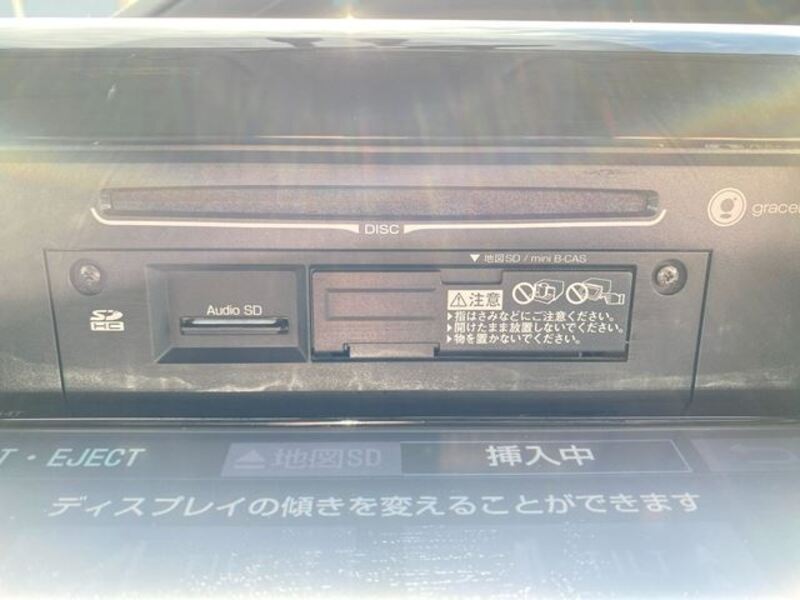 DISC
grace
▼ 地図SD / mini B-CAS
SD HC
Audio SD
⚠注意
▶指はさみなどにご注意ください。
▶開けたまま放置しないでください。
▶物を置かないでください。
T・EJECT
⏏地図SD
挿入中
ディスプレイの傾きを変えることができます